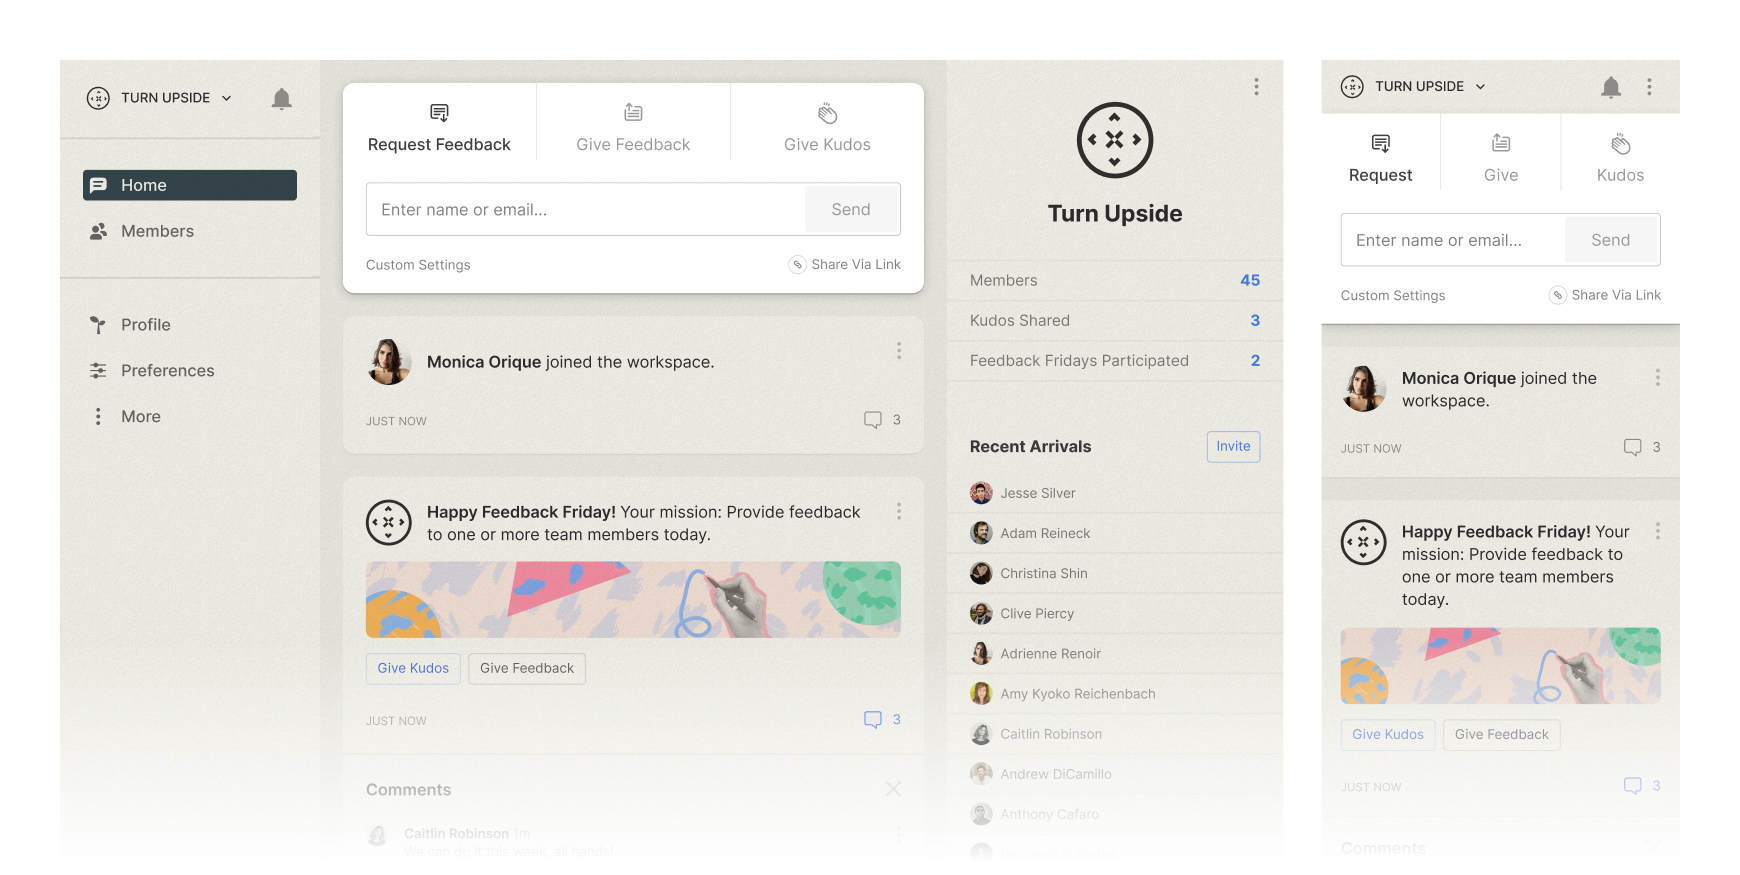 TURN UPSIDE
Home
Members
Profile
Preferences
More
Request Feedback
Give Feedback
Give Kudos
Enter name or email...
Send
Custom Settings
Share Via Link
Monica Orique joined the workspace.
JUST NOW
3
Happy Feedback Friday! Your mission: Provide feedback
to one or more team members today.
Give Kudos
Give Feedback
JUST NOW
3
Comments
Caitlin Robinson 1m
We can do it this week, all hands!
Turn Upside
Members 45
Kudos Shared 3
Feedback Fridays Participated 2
Recent Arrivals
Invite
Jesse Silver
Adam Reineck
Christina Shin
Clive Piercy
Adrienne Renoir
Amy Kyoko Reichenbach
Caitlin Robinson
Andrew DiCamillo
Anthony Cafaro
TURN UPSIDE
Request
Give
Kudos
Enter name or email...
Send
Custom Settings
Share Via Link
Monica Orique joined the
workspace.
JUST NOW
3
Happy Feedback Friday! Your
mission: Provide feedback to
one or more team members
today.
Give Kudos
Give Feedback
JUST NOW
3
Comments